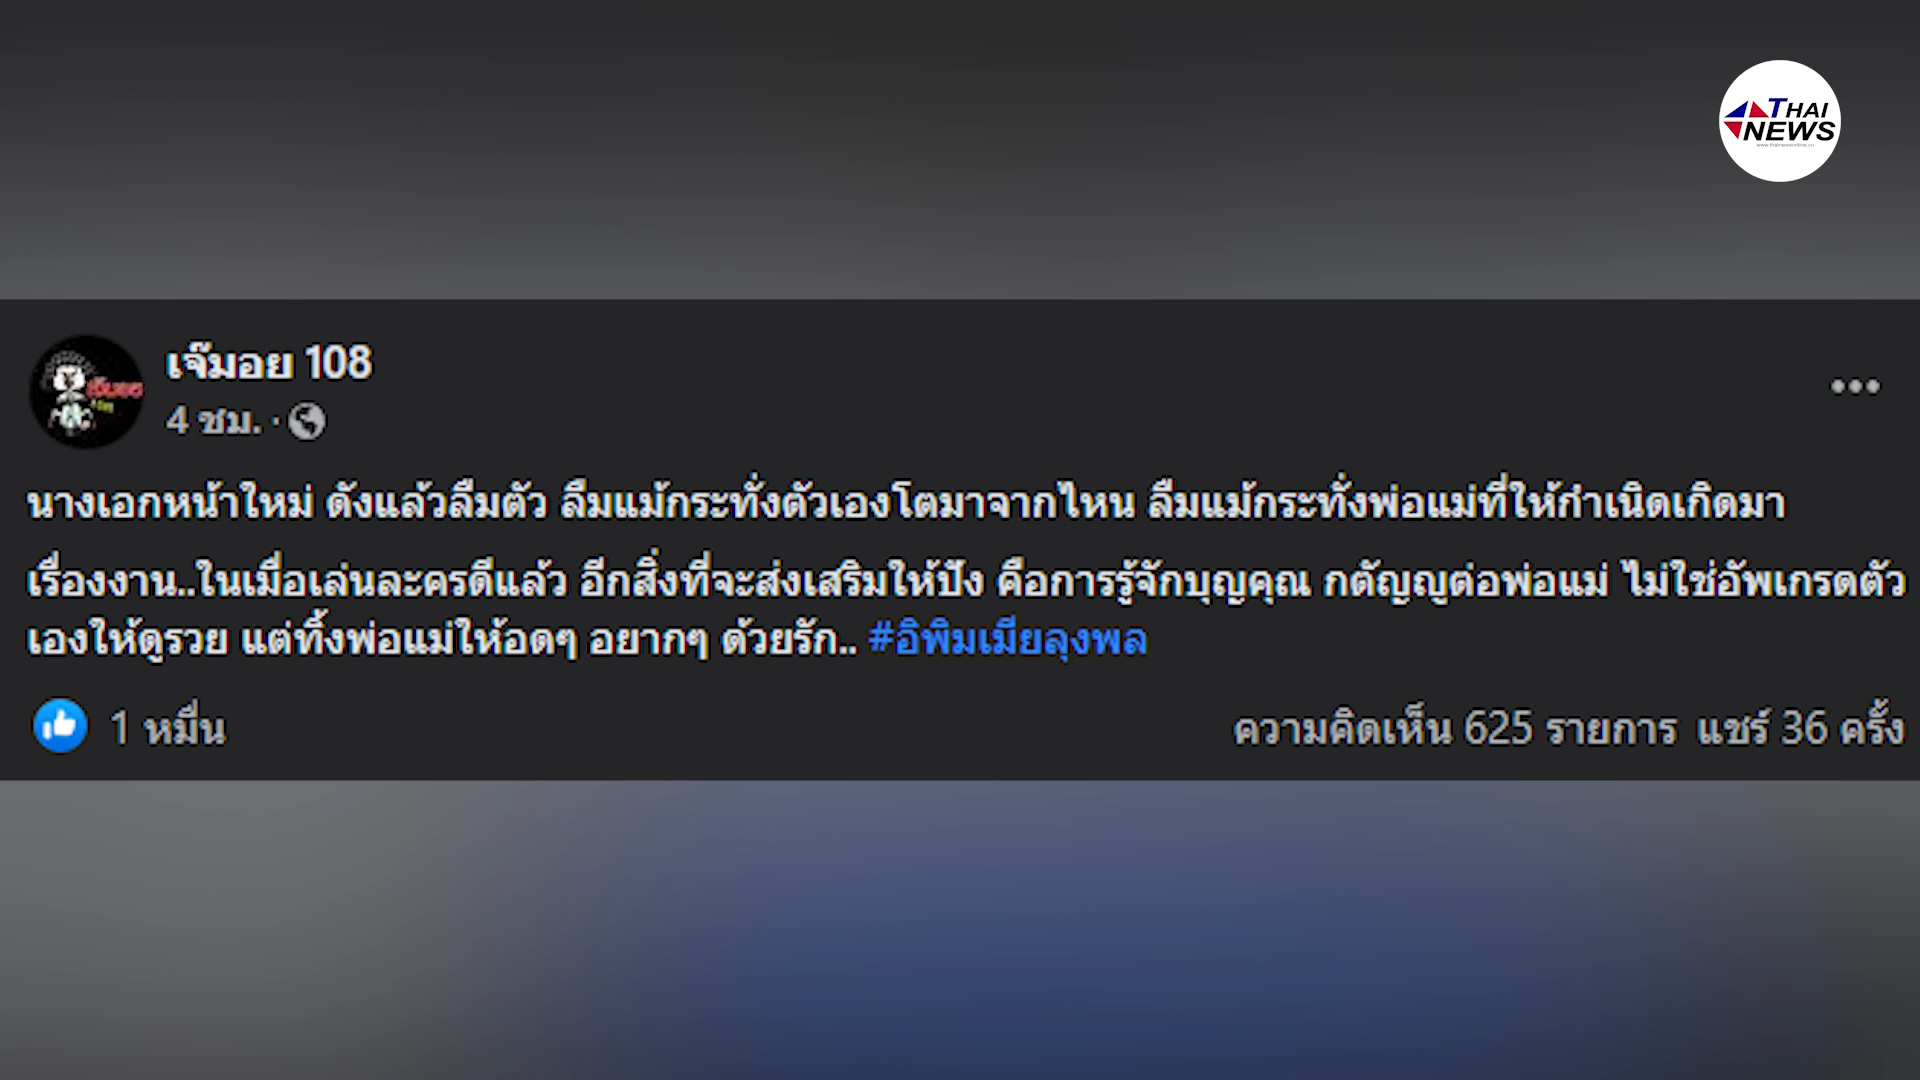 THAI
NEWS
เจ๊มอย 108
4 ชม. ·
นางเอกหน้าใหม่ ดังแล้วลืมตัว ลืมแม้กระทั่งตัวเองโตมาจากไหน ลืมแม้กระทั่งพ่อแม่ที่ให้กำเนิดเกิดมา
เรื่องงาน..ในเมื่อเล่นละครดีแล้ว อีกสิ่งที่จะส่งเสริมให้ปัง คือการรู้จักบุญคุณ กตัญญูต่อพ่อแม่ ไม่ใช่อัพเกรดตัว
เองให้ดูรวย แต่ทิ้งพ่อแม่ให้อดๆ อยากๆ ด้วยรัก.. #อิพิมเมียลุงพล
1 หมื่น
ความคิดเห็น 625 รายการ แชร์ 36 ครั้ง